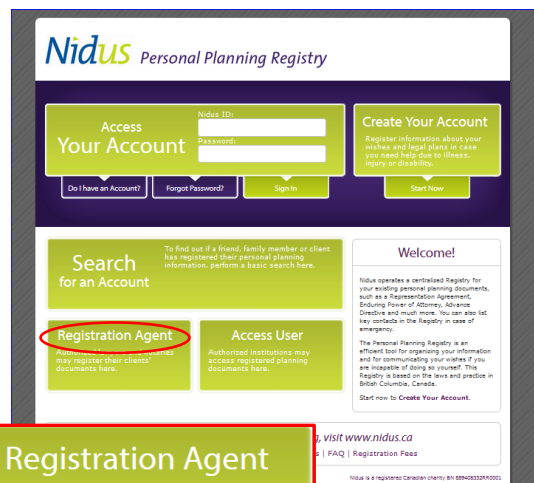 Nidus Personal Planning Registry
Access
Your Account
Nidus ID:
Password:
Do I have an Account?
Forgot Password?
Sign In
Create Your Account
Register information about your
wishes and legal plans in case
you need help due to illness,
injury or disability.
Start Now
Search
for an Account
To find out if a friend, family member or client
has registered their personal planning
information, perform a basic search here.
Registration Agent
may register their clients'
documents here.
Access User
Authorized institutions may
access registered planning
documents here.
Welcome!
Nidus operates a centralized Registry for
your existing personal planning documents,
such as a Representation Agreement,
Enduring Power of Attorney, Advance
Directive and much more. You can also list
key contacts in the Registry in case of
emergency.
The Personal Planning Registry is an
efficient tool for organizing your information
and for communicating your wishes if you
are incapable of doing so yourself. This
Registry is based on the laws and practice in
British Columbia, Canada.
Start now to Create Your Account.
, visit www.nidus.ca
| FAQ | Registration Fees
Registration Agent
Nidus is a registered Canadian charity BN 889408332RR0001